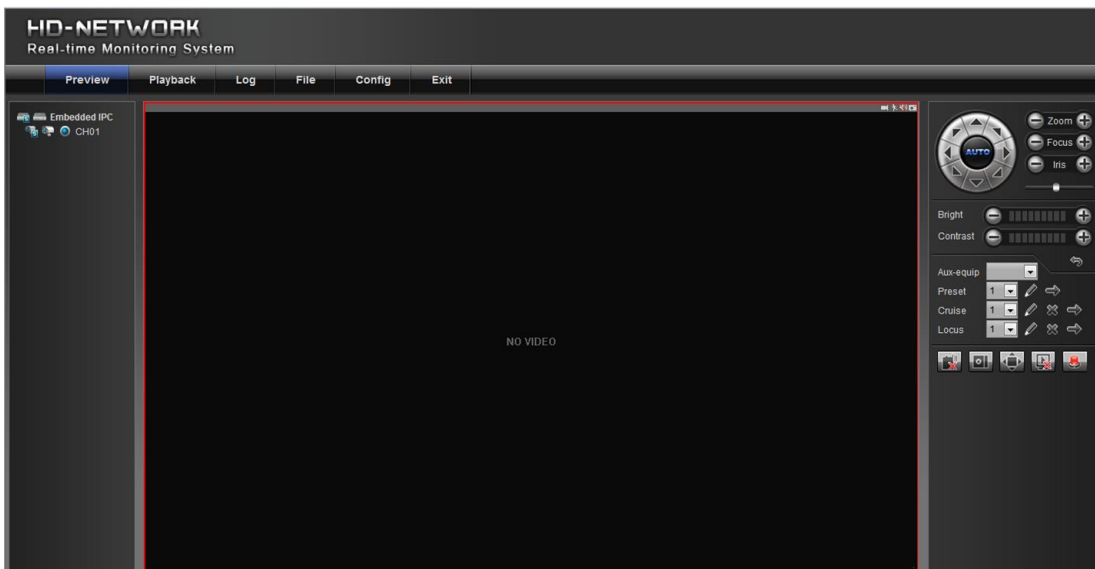 HD-NETWORK
Real-time Monitoring System
Preview Playback Log File Config Exit
Embedded IPC
CH01
NO VIDEO
AUTO
Zoom
Focus
Iris
Bright
Contrast
Aux-equip
Preset 1
Cruise 1
Locus 1